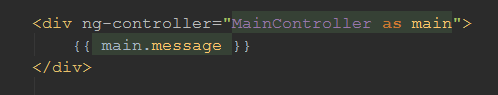 <div ng-controller="MainController as main">
{{ main.message }}
</div>